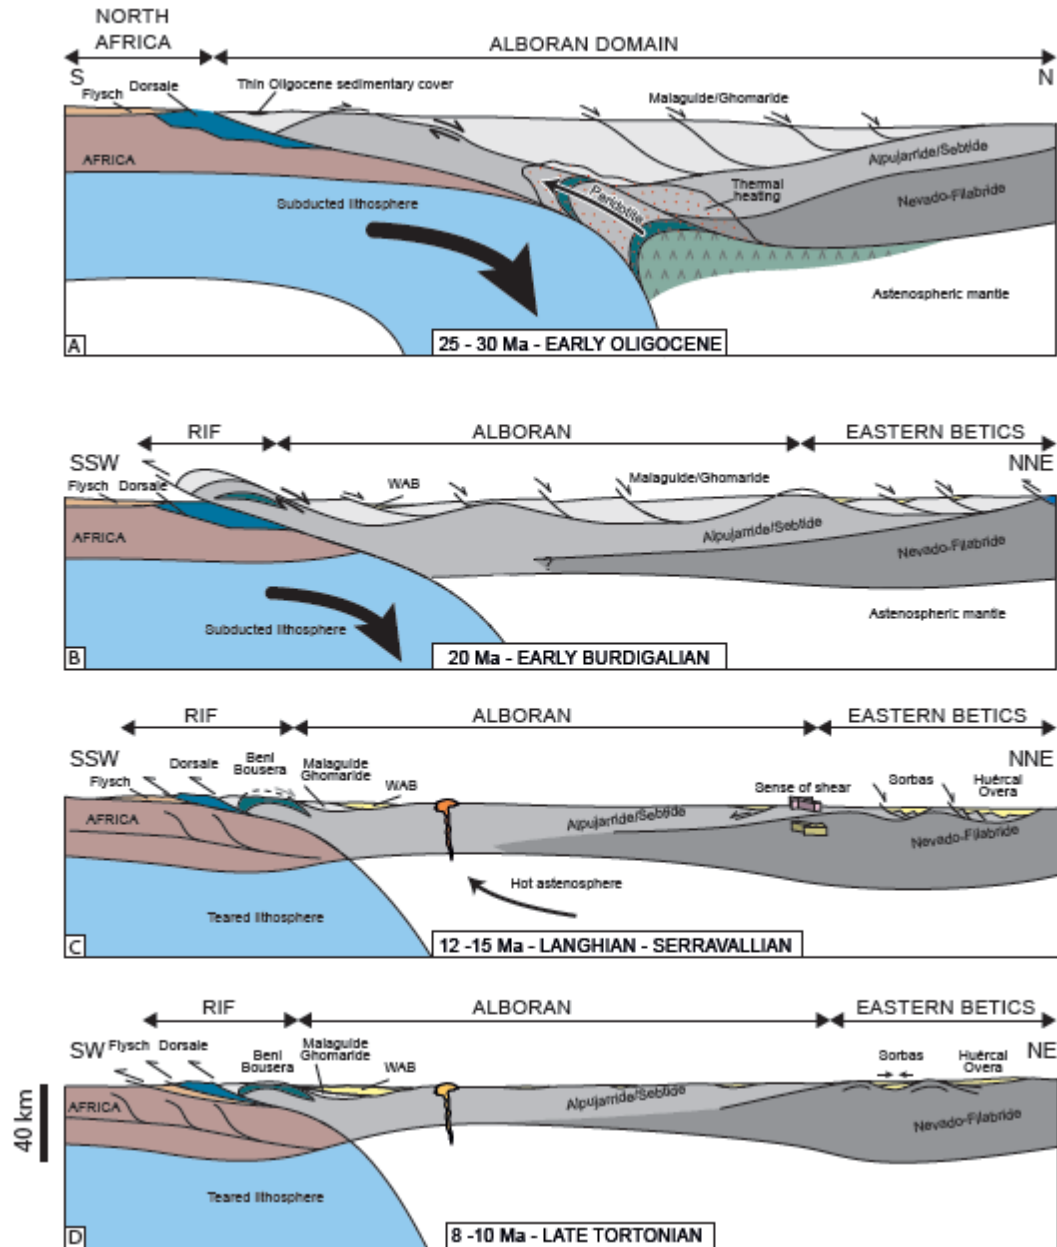 NORTH
AFRICA
ALBORAN DOMAIN
S
N
Flysch
Dorsale
Thin Oligocene sedimentary cover
Malaguide/Ghomaride
AFRICA
Alpujarride/Sebtide
Subducted lithosphere
Peridotite
Thermal
heating
Nevado-Filabride
Astenospheric mantle
A
25 - 30 Ma - EARLY OLIGOCENE
RIF
ALBORAN
EASTERN BETICS
SSW
NNE
Flysch
Dorsale
WAB
Malaguide/Ghomaride
AFRICA
Alpujarride/Sebtide
Nevado-Filabride
?
Subducted lithosphere
Astenospheric mantle
B
20 Ma - EARLY BURDIGALIAN
RIF
ALBORAN
EASTERN BETICS
SSW
NNE
Flysch
Dorsale
Beni
Bousera
Malaguide
Ghomaride
WAB
Sense of shear
Sorbas
Huércal
Overa
AFRICA
Alpujarride/Sebtide
Nevado-Filabride
Hot astenosphere
Teared lithosphere
C
12 -15 Ma - LANGHIAN - SERRAVALLIAN
RIF
ALBORAN
EASTERN BETICS
SW
NE
Flysch
Dorsale
Beni
Bousera
Malaguide
Ghomaride
WAB
Sorbas
Huércal
Overa
40 km
AFRICA
Alpujarride/Sebtide
Nevado-Filabride
Teared lithosphere
D
8 -10 Ma - LATE TORTONIAN